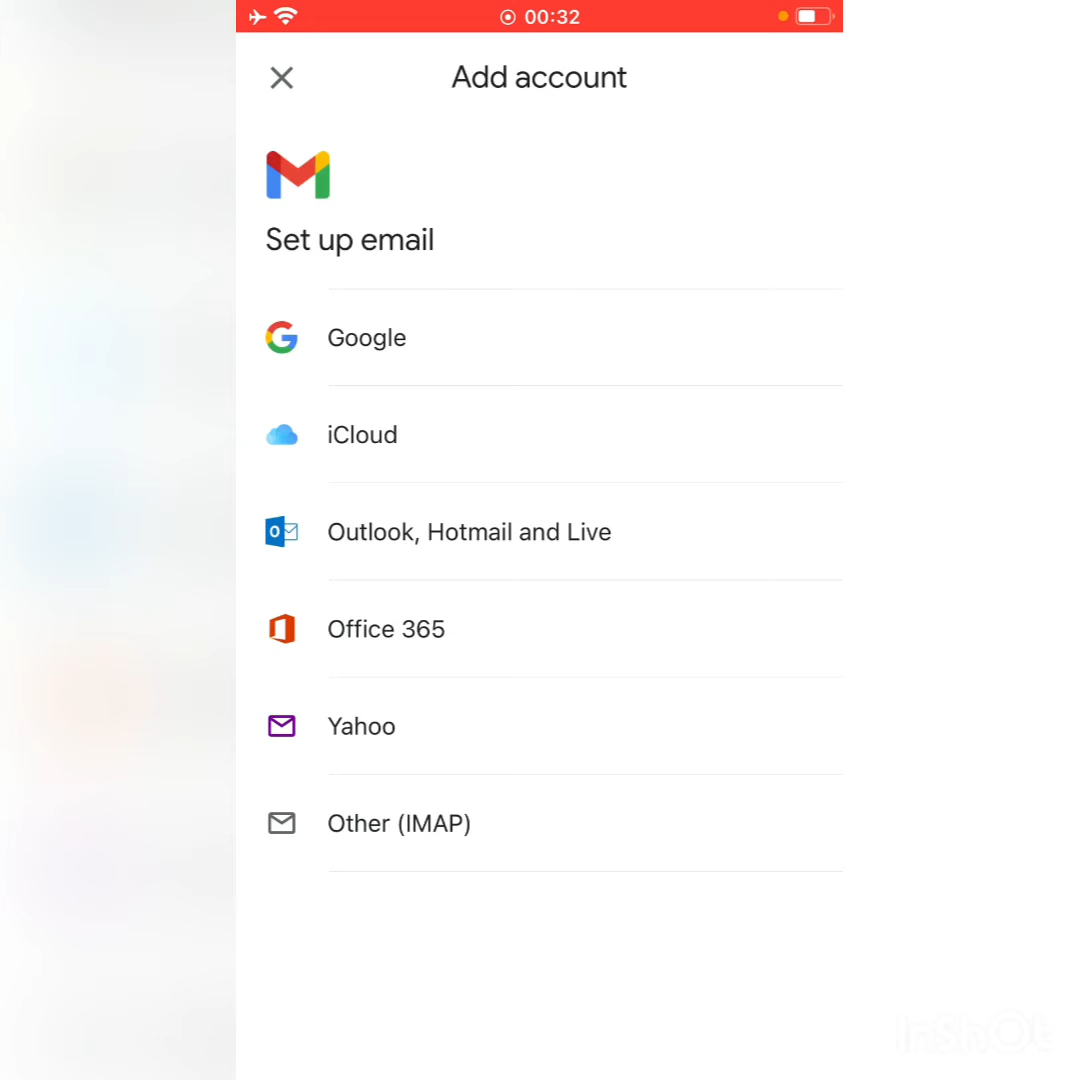 00:32
Add account
Set up email
Google
iCloud
Outlook, Hotmail and Live
Office 365
Yahoo
Other (IMAP)
InShOt